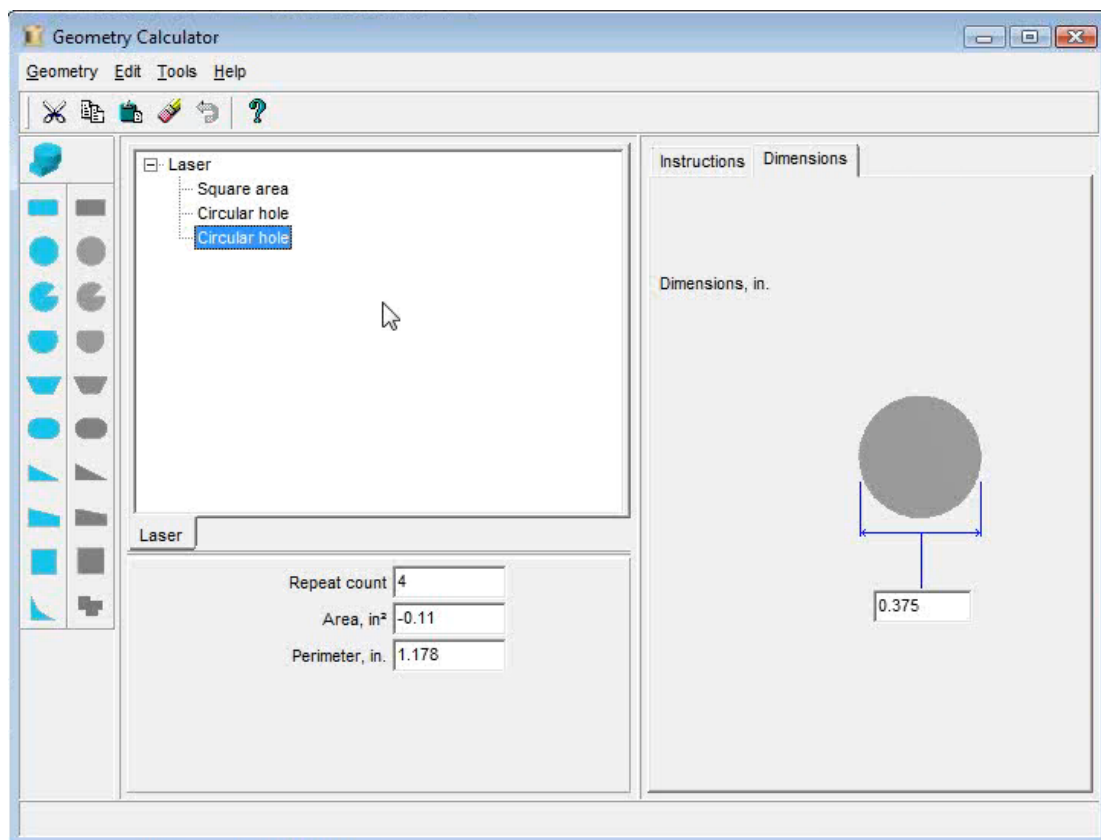 Geometry Calculator
Geometry Edit Tools Help
Laser
Square area
Circular hole
Circular hole
Laser
Repeat count 4
Area, in² -0.11
Perimeter, in. 1.178
Instructions Dimensions
Dimensions, in.
0.375